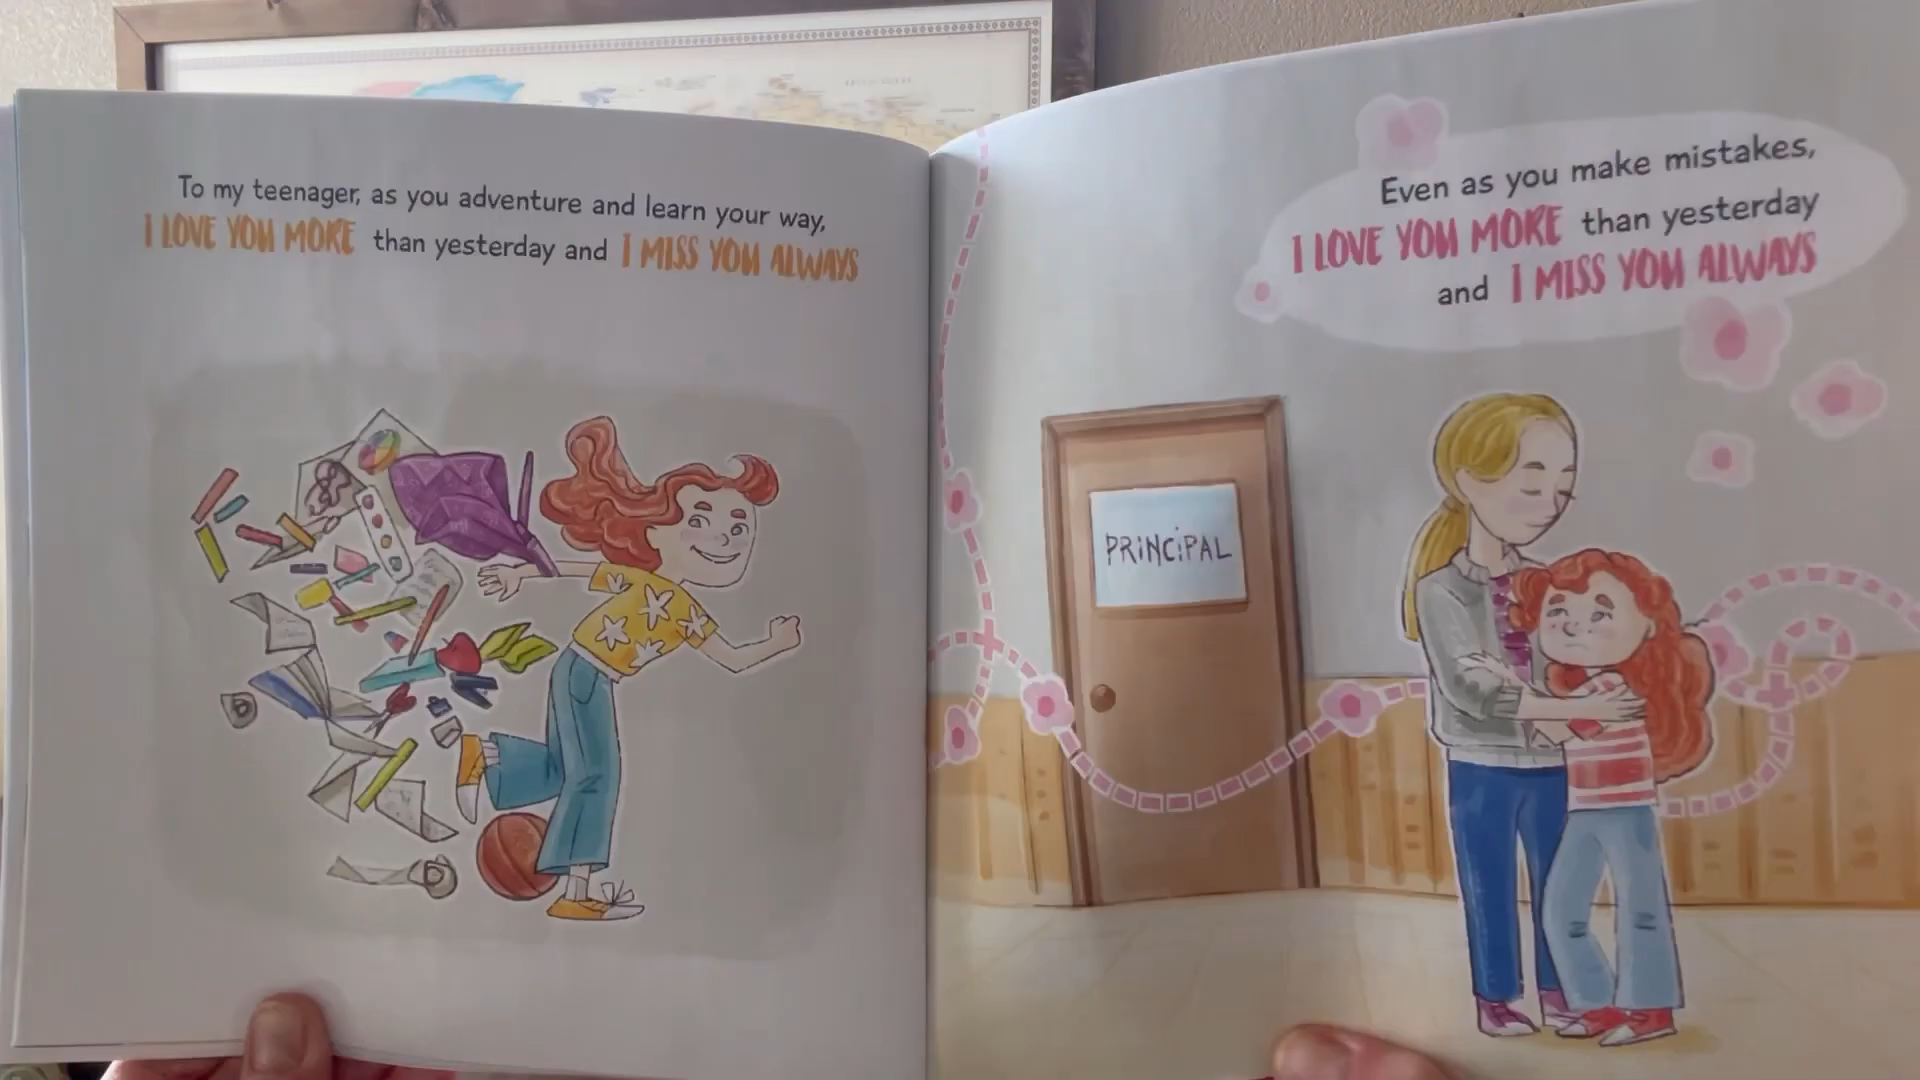 To my teenager, as you adventure and learn your way,
I LOVE YOU MORE than yesterday and I MISS YOU ALWAYS
Even as you make mistakes,
I LOVE YOU MORE than yesterday
and I MISS YOU ALWAYS
PRINCIPAL